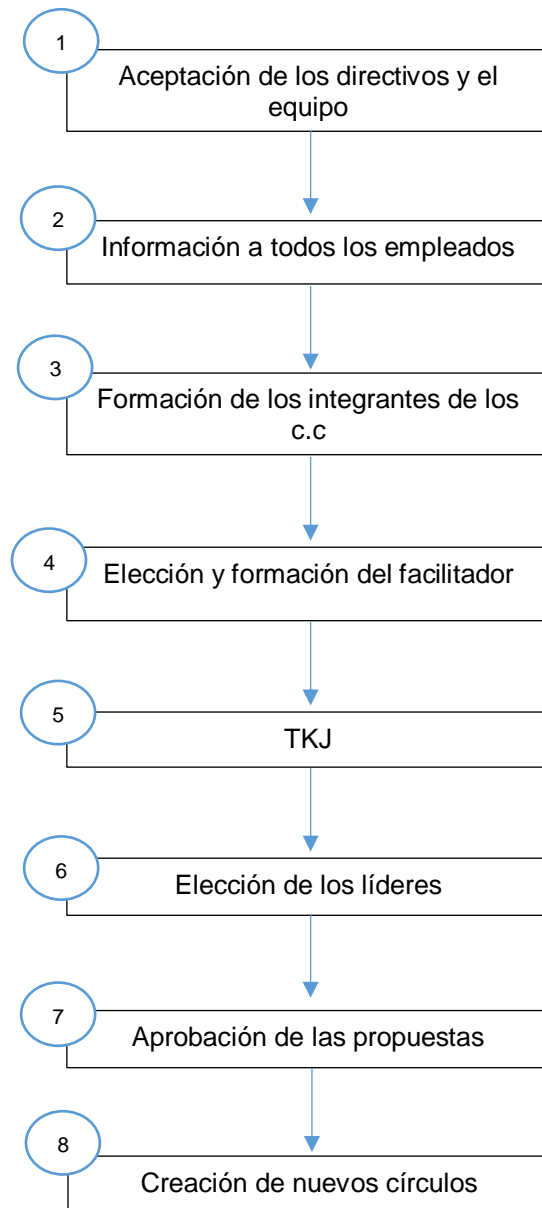 1
Aceptación de los directivos y el
equipo
2
Información a todos los empleados
3
Formación de los integrantes de los
c.c
4
Elección y formación del facilitador
5
TKJ
6
Elección de los líderes
7
Aprobación de las propuestas
8
Creación de nuevos círculos